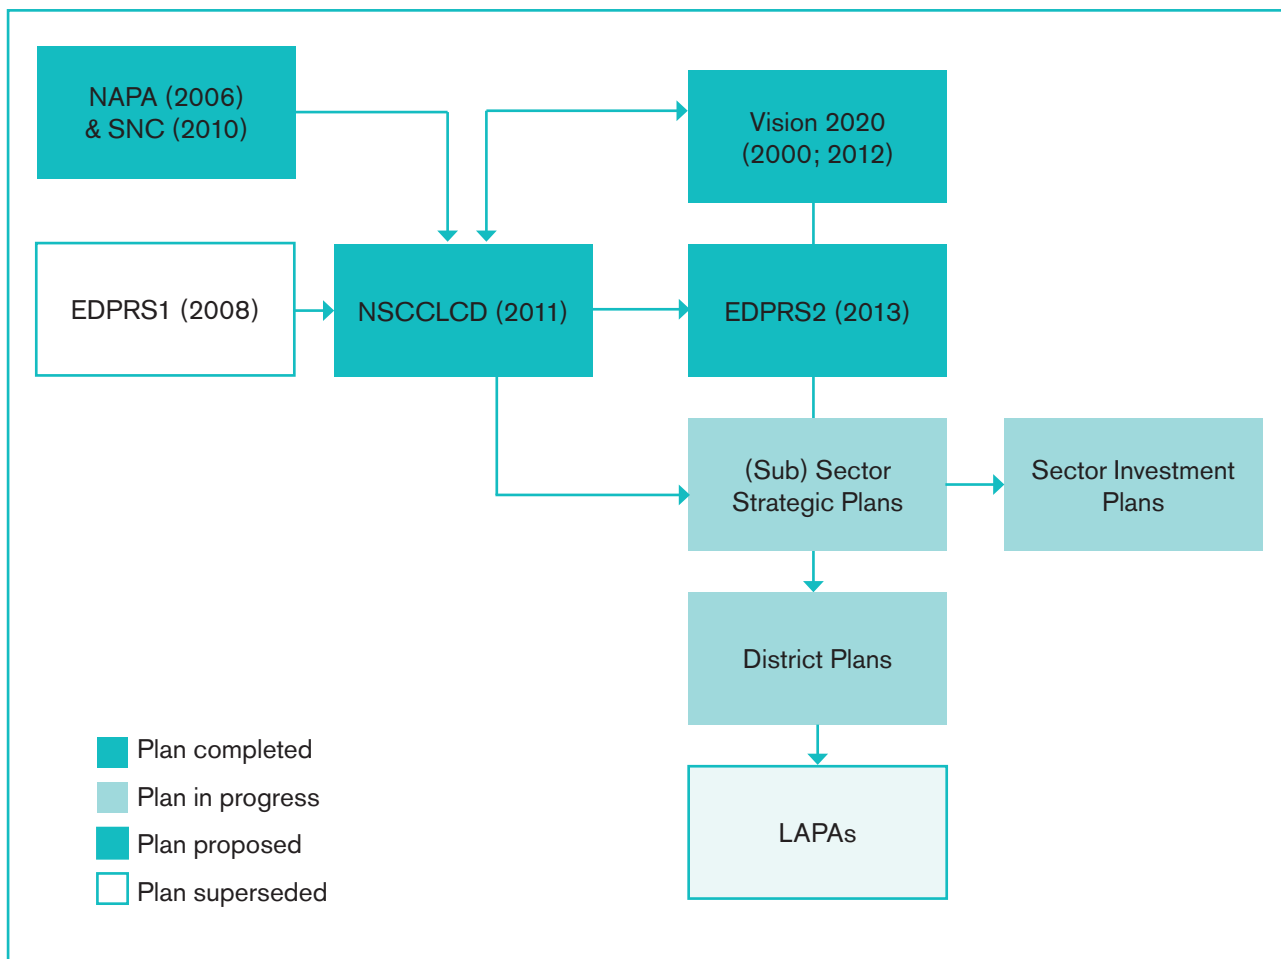 NAPA (2006)
& SNC (2010)
Vision 2020
(2000; 2012)
EDPRS1 (2008)
NSCCLCD (2011)
EDPRS2 (2013)
(Sub) Sector
Strategic Plans
Sector Investment
Plans
District Plans
LAPAs
Plan completed
Plan in progress
Plan proposed
Plan superseded